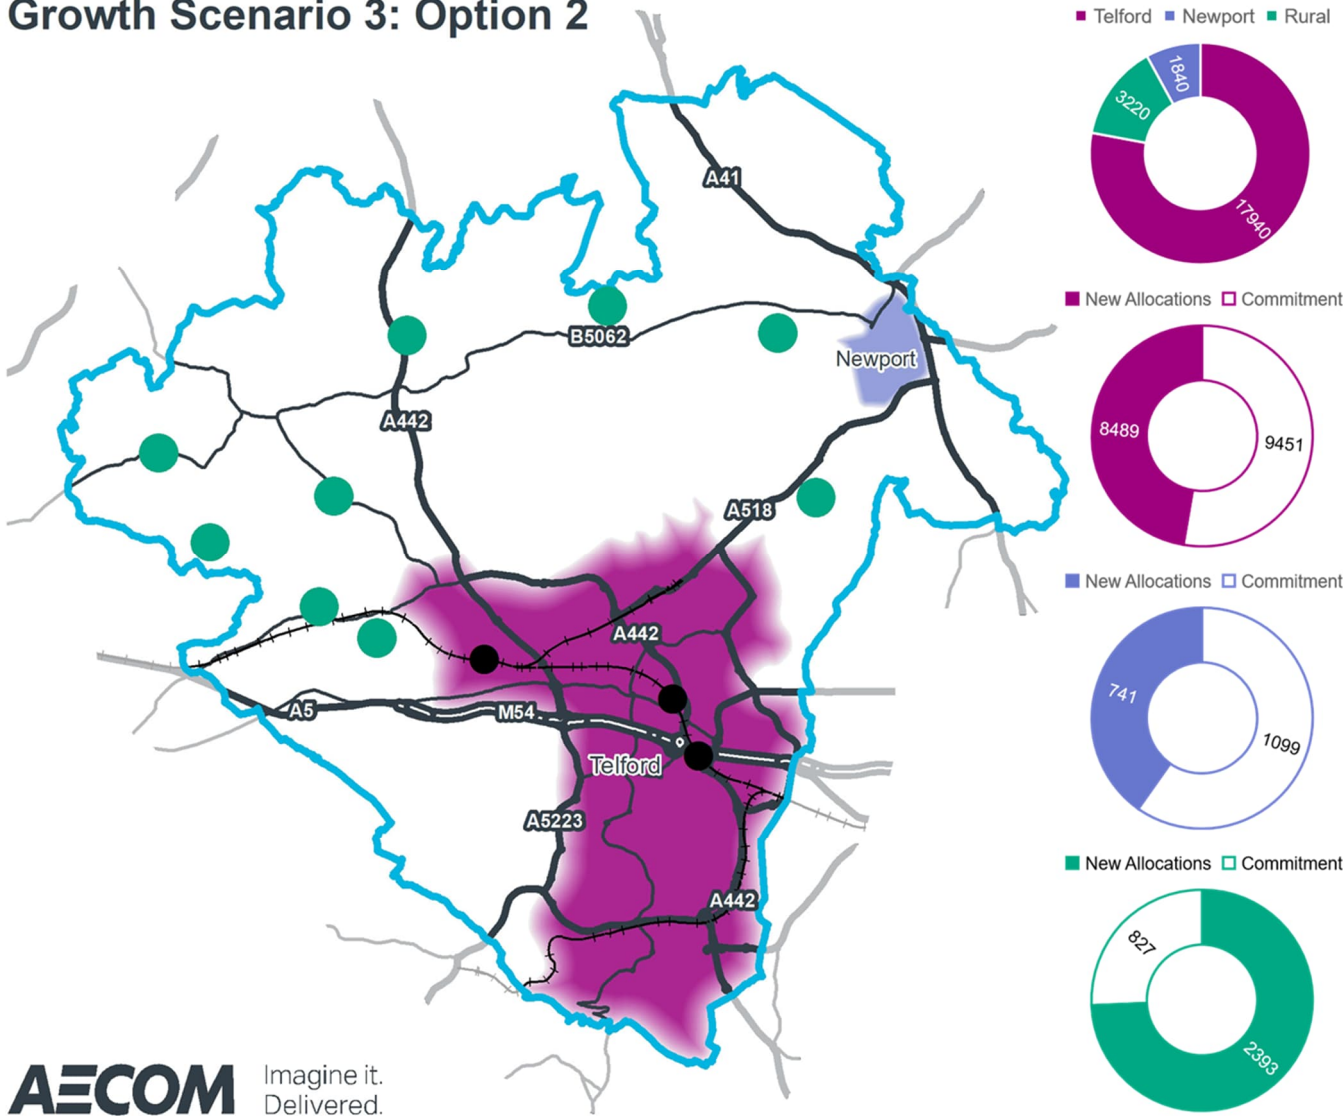 Growth Scenario 3: Option 2
Telford Newport Rural
1840
3220
17940
A41
New Allocations Commitment
B5062
Newport
A442
8489
9451
A518
New Allocations Commitment
A442
741
1099
A5
M54
Telford
A5223
New Allocations Commitment
A442
827
2393
AECOM
Imagine it.
Delivered.